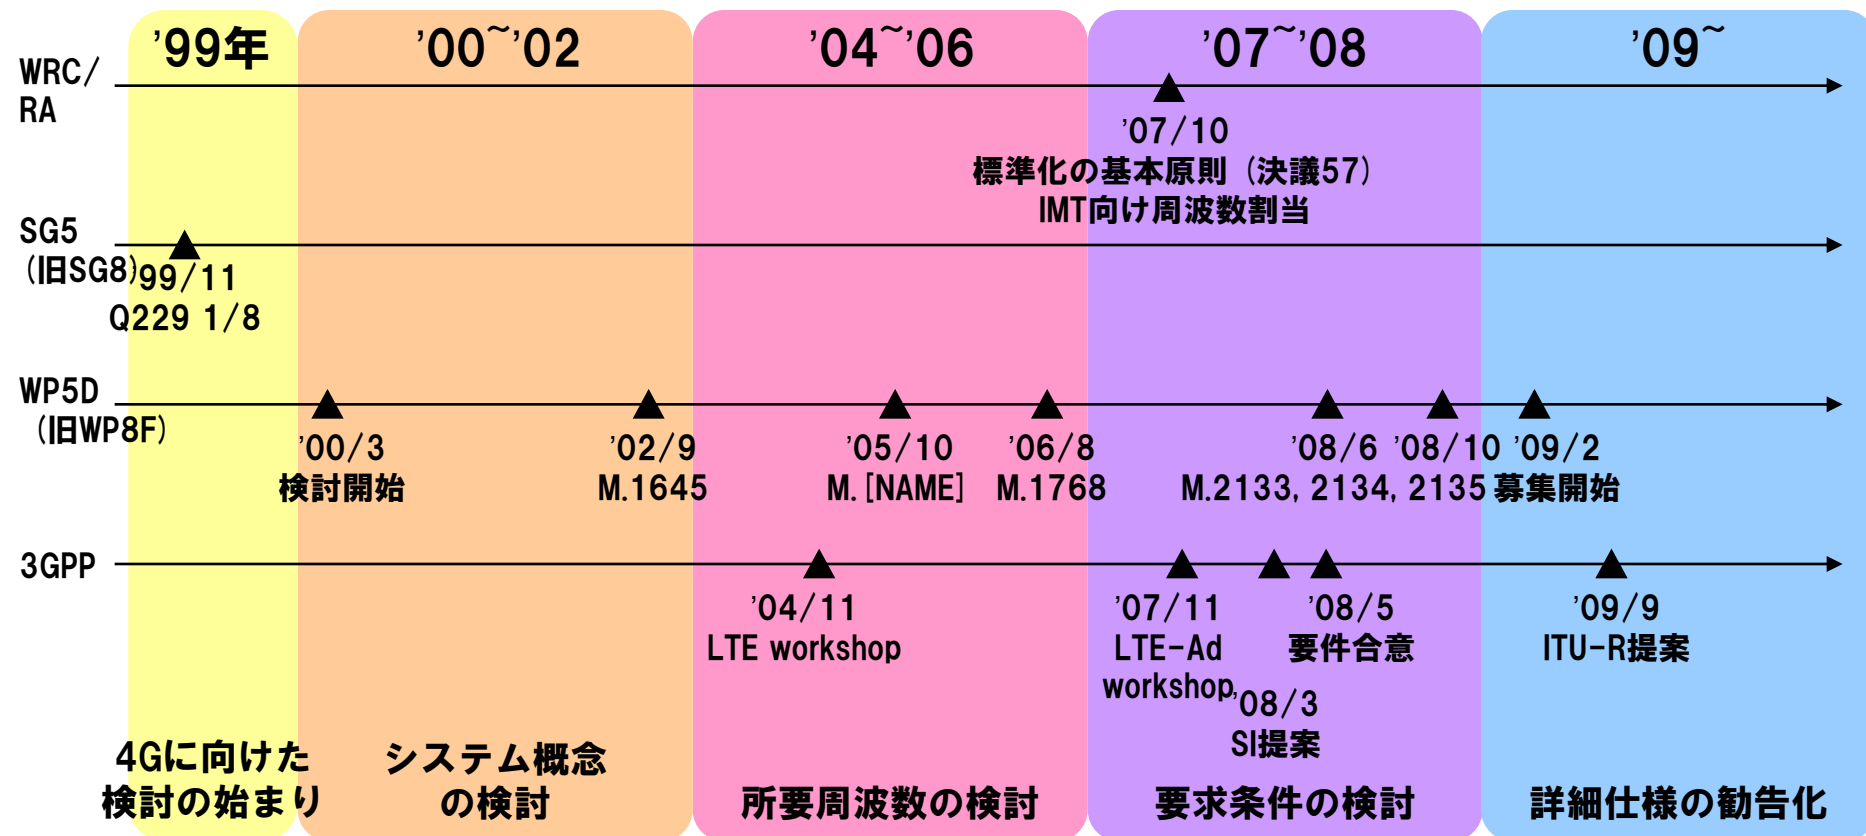 ’99年
’00~’02
’04~’06
’07~’08
’09~
WRC/
RA
’07/10
標準化の基本原則（決議57）
IMT向け周波数割当
SG5
（旧SG8）
’99/11
Q229 1/8
WP5D
（旧WP8F）
’00/3
検討開始
’02/9
M.1645
’05/10
M.[NAME]
’06/8
M.1768
’08/6 ’08/10
M.2133, 2134, 2135
’09/2
募集開始
3GPP
’04/11
LTE workshop
’07/11
LTE-Ad
workshop
’08/3
SI提案
’08/5
要件合意
’09/9
ITU-R提案
4Gに向けた
検討の始まり
システム概念
の検討
所要周波数の検討
要求条件の検討
詳細仕様の勧告化